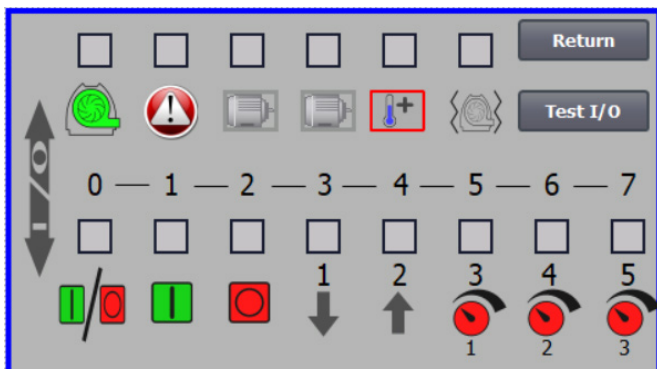 Return
Test I/O
I/O
0 — 1 — 2 — 3 — 4 — 5 — 6 — 7
1 2 3 4 5
1 2 3